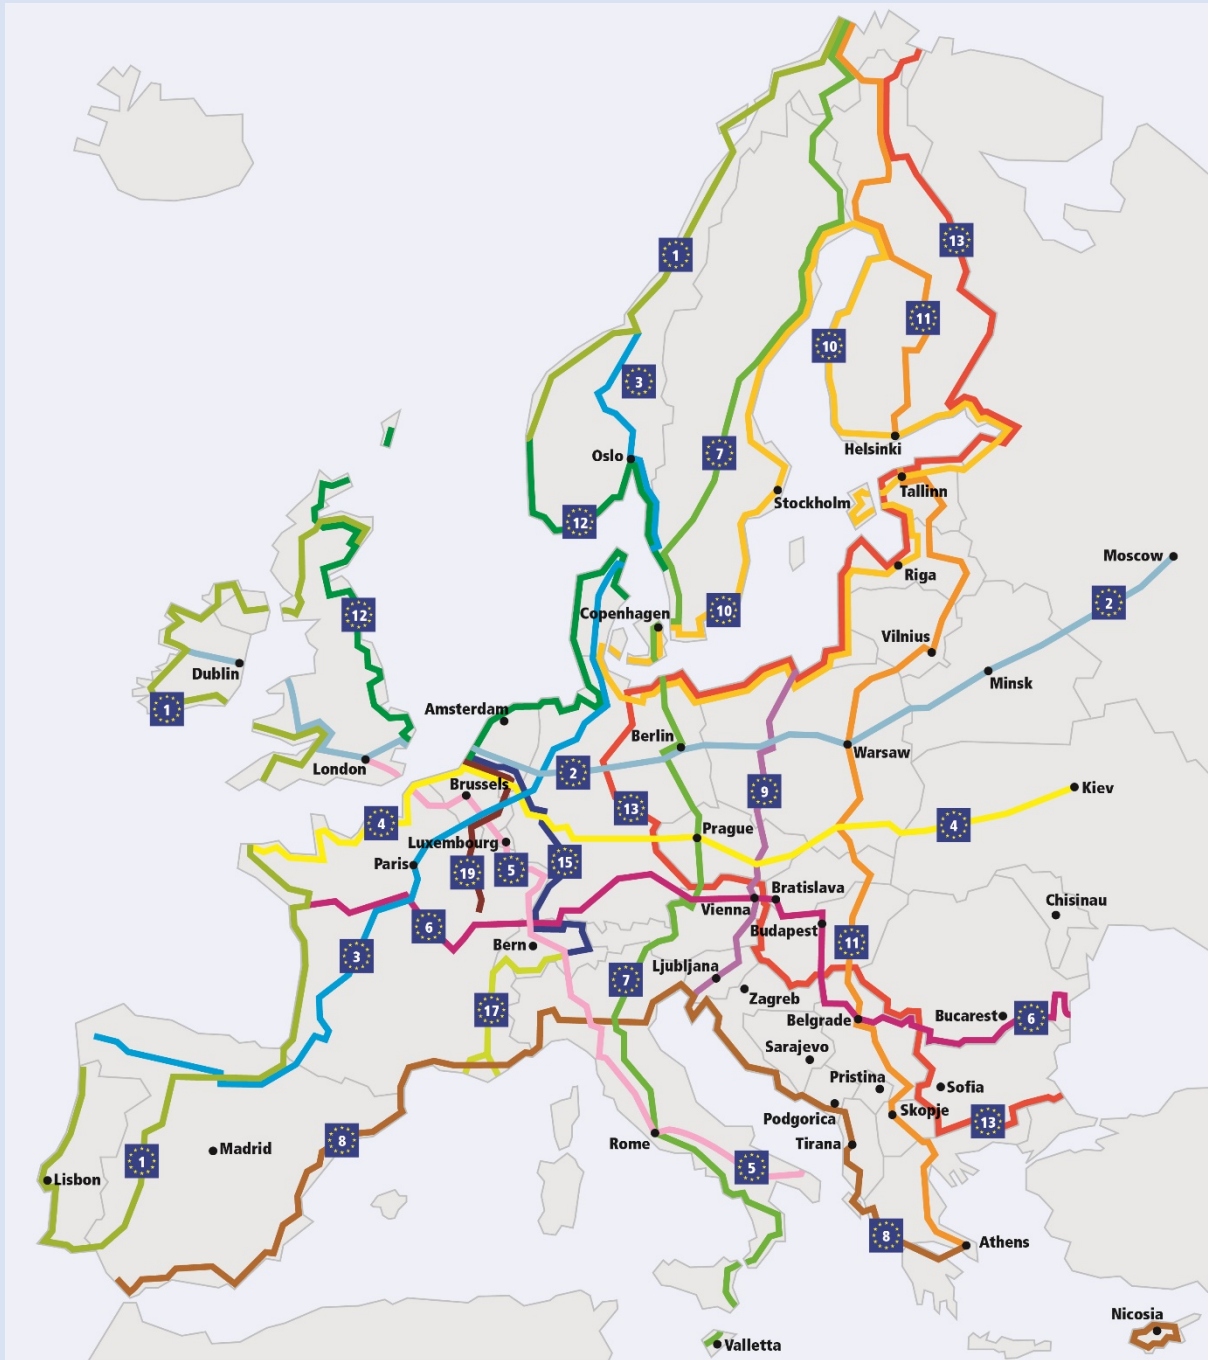 1
13
11
10
3
7
Helsinki
Oslo
Tallinn
Stockholm
12
Moscow
Riga
2
10
Copenhagen
12
Vilnius
Dublin
Minsk
1
Amsterdam
Berlin
Warsaw
London
2
Brussels
9
Kiev
13
4
4
Prague
Luxembourg
Paris
15
5
19
Bratislava
Chisinau
Vienna
6
Budapest
Bern
11
3
Ljubljana
7
Zagreb
17
Belgrade
Bucarest
6
Sarajevo
Pristina
Sofia
Podgorica
Skopje
13
Rome
8
Tirana
Madrid
1
5
Lisbon
8
Athens
Nicosia
Valletta